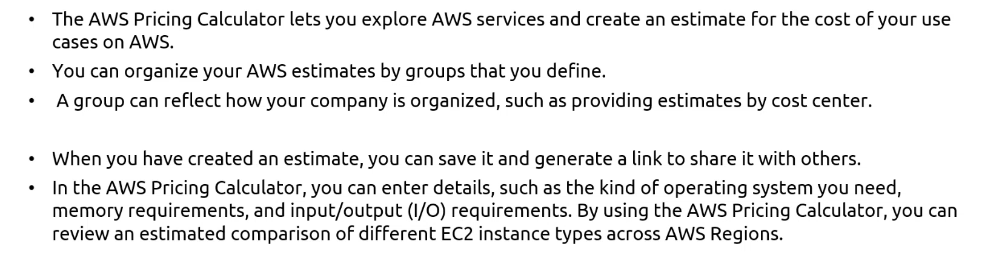 • The AWS Pricing Calculator lets you explore AWS services and create an estimate for the cost of your use
cases on AWS.
• You can organize your AWS estimates by groups that you define.
• A group can reflect how your company is organized, such as providing estimates by cost center.
• When you have created an estimate, you can save it and generate a link to share it with others.
• In the AWS Pricing Calculator, you can enter details, such as the kind of operating system you need,
memory requirements, and input/output (I/O) requirements. By using the AWS Pricing Calculator, you can
review an estimated comparison of different EC2 instance types across AWS Regions.